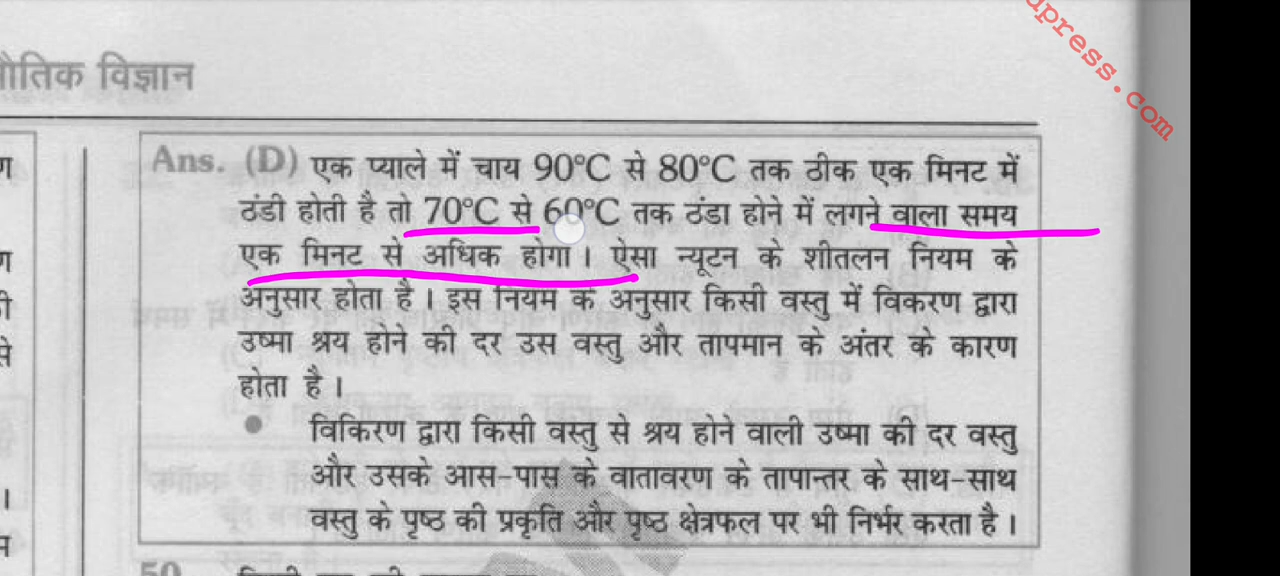 press.com
भौतिक विज्ञान
Ans. (D) एक प्याले में चाय 90°C से 80°C तक ठीक एक मिनट में
ठंडी होती है तो 70°C से 60°C तक ठंडा होने में लगने वाला समय
एक मिनट से अधिक होगा। ऐसा न्यूटन के शीतलन नियम के
अनुसार होता है। इस नियम के अनुसार किसी वस्तु में विकरण द्वारा
उष्मा श्रय होने की दर उस वस्तु और तापमान के अंतर के कारण
होता है।
● विकिरण द्वारा किसी वस्तु से श्रय होने वाली उष्मा की दर वस्तु
और उसके आस-पास के वातावरण के तापान्तर के साथ-साथ
वस्तु के पृष्ठ की प्रकृति और पृष्ठ क्षेत्रफल पर भी निर्भर करता है।
50